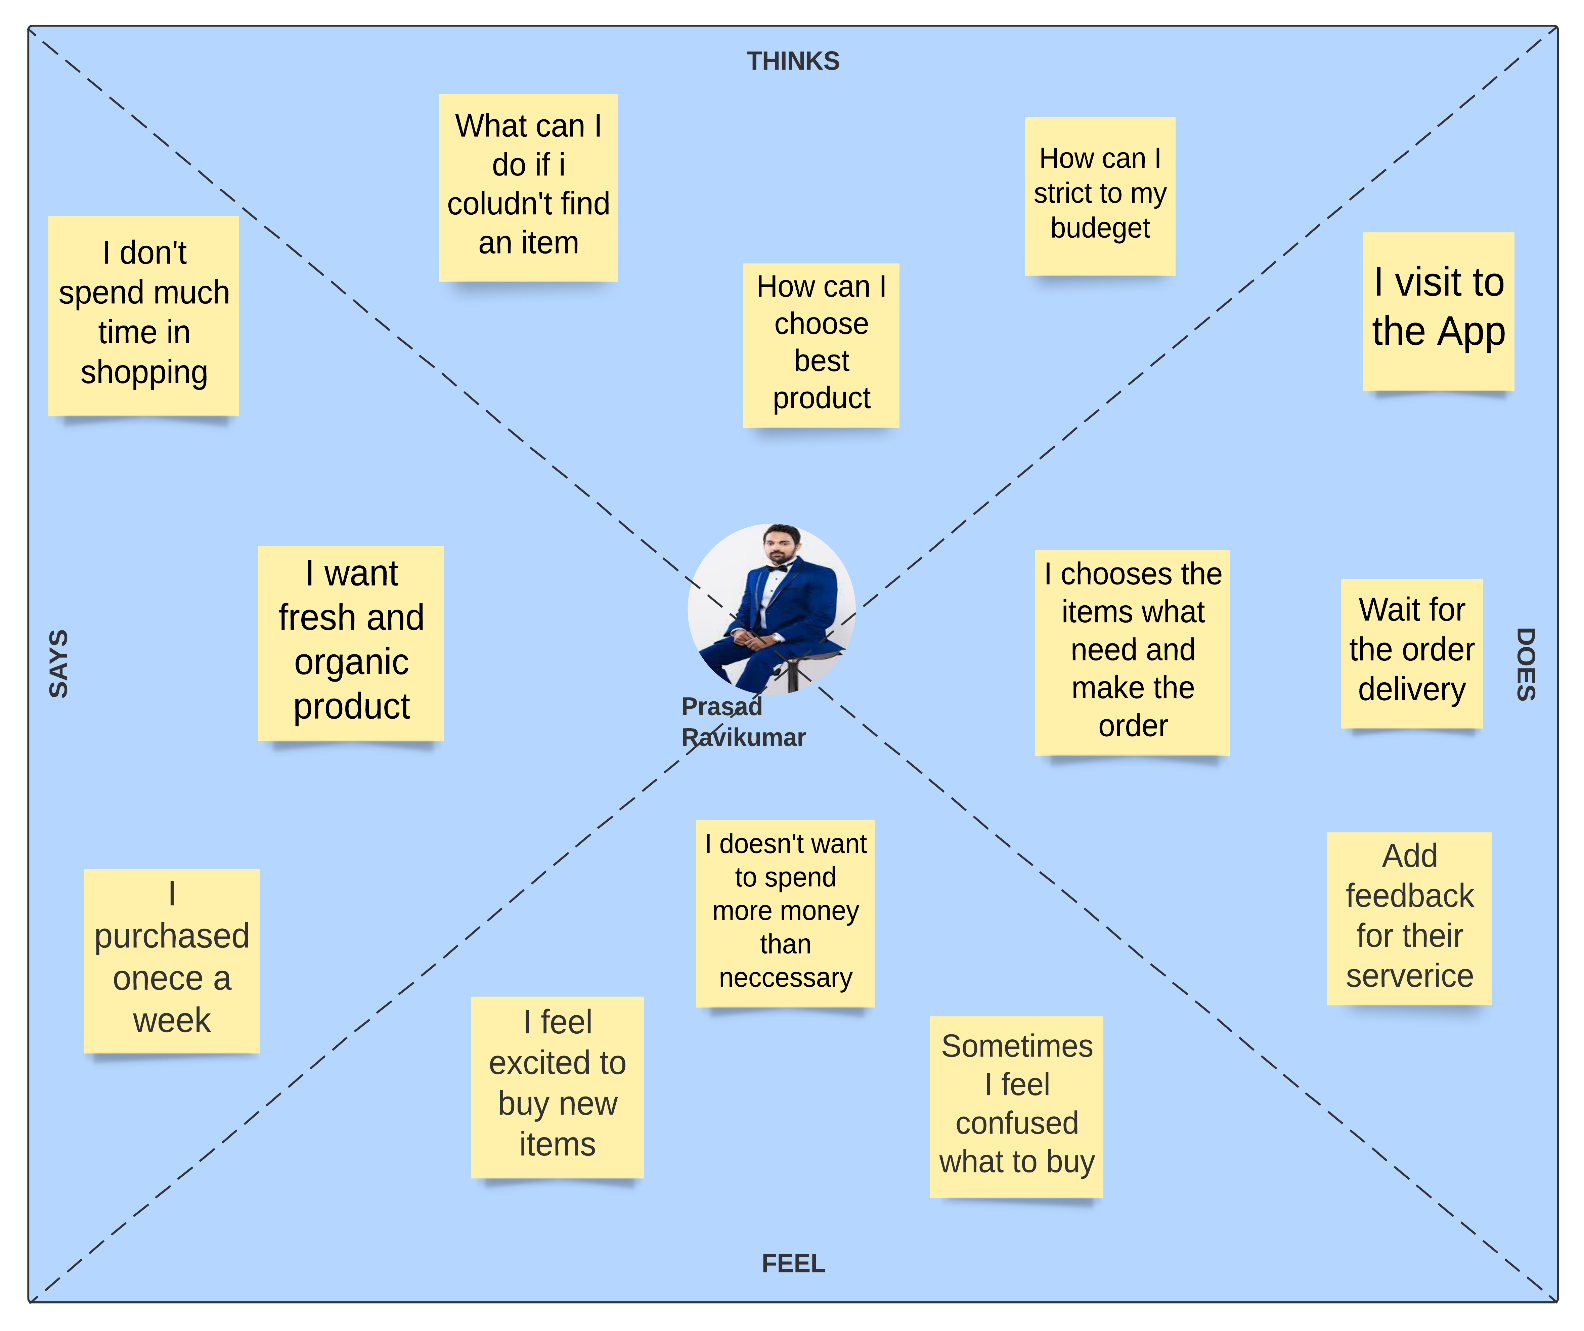 THINKS
What can I
do if i
coludn't find
an item
How can I
strict to my
budeget
How can I
choose
best
product
I don't
spend much
time in
shopping
I want
fresh and
organic
product
I
purchased
onece a
week
SAYS
Prasad
Ravikumar
I visit to
the App
I chooses the
items what
need and
make the
order
Wait for
the order
delivery
Add
feedback
for their
serverice
DOES
I doesn't want
to spend
more money
than
neccessary
I feel
excited to
buy new
items
Sometimes
I feel
confused
what to buy
FEEL